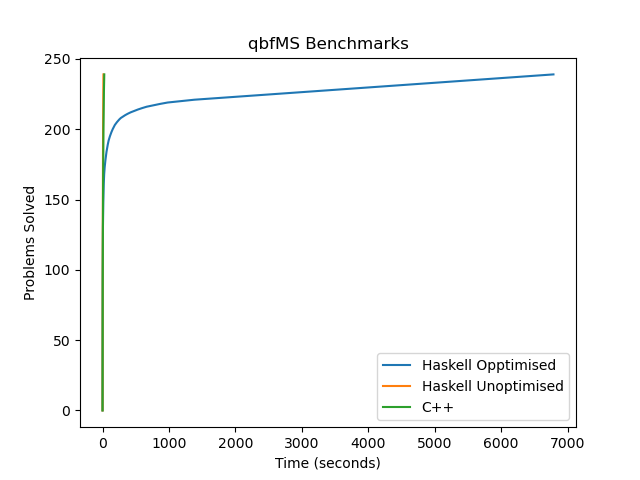 qbfMS Benchmarks
250
200
150
100
50
0
Problems Solved
Haskell Opptimised
Haskell Unoptimised
C++
0 1000 2000 3000 4000 5000 6000 7000
Time (seconds)